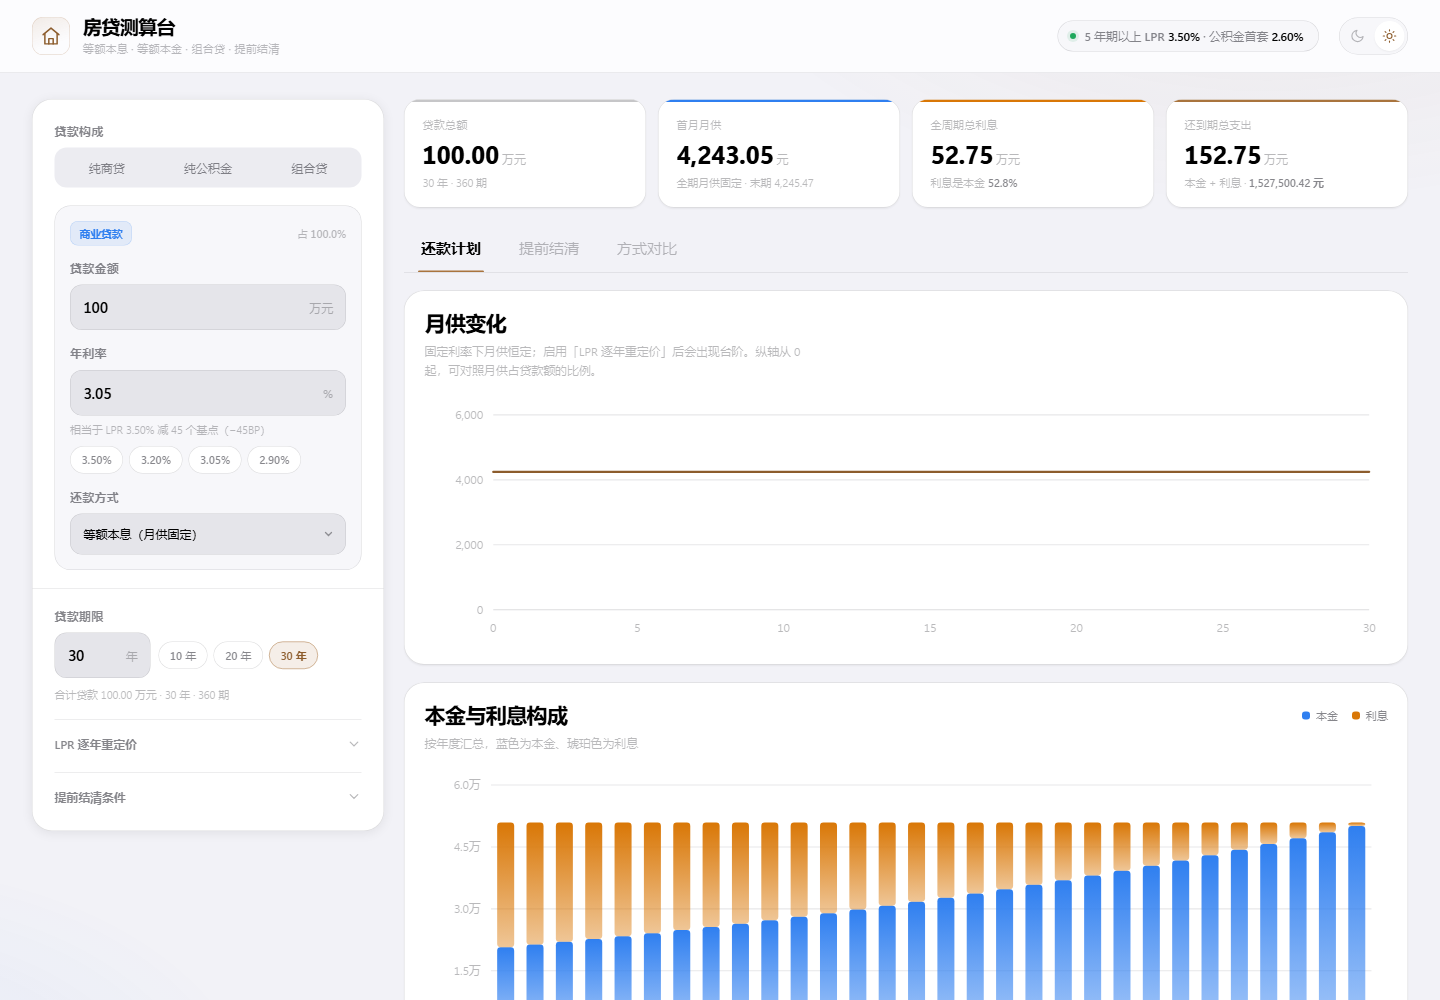 房贷测算台
等额本息 · 等额本金 · 组合贷 · 提前结清
5 年期以上 LPR 3.50% · 公积金首套 2.60%
贷款构成
纯商贷
纯公积金
组合贷
商业贷款
占 100.0%
贷款金额
100
万元
年利率
3.05
%
相当于 LPR 3.50% 减 45 个基点（−45BP）
3.50%
3.20%
3.05%
2.90%
还款方式
等额本息（月供固定）
贷款期限
30
年
10 年
20 年
30 年
合计贷款 100.00 万元 · 30 年 · 360 期
LPR 逐年重定价
提前结清条件
贷款总额
100.00 万元
30 年 · 360 期
首月月供
4,243.05 元
全期月供固定 · 末期 4,245.47
全周期总利息
52.75 万元
利息是本金 52.8%
还到期总支出
152.75 万元
本金 + 利息 · 1,527,500.42 元
还款计划
提前结清
方式对比
月供变化
固定利率下月供恒定；启用「LPR 逐年重定价」后会出现台阶。纵轴从 0
起，可对照月供占贷款额的比例。
6,000
4,000
2,000
0
0
5
10
15
20
25
30
本金与利息构成
本金
利息
按年度汇总，蓝色为本金、琥珀色为利息
6.0万
4.5万
3.0万
1.5万